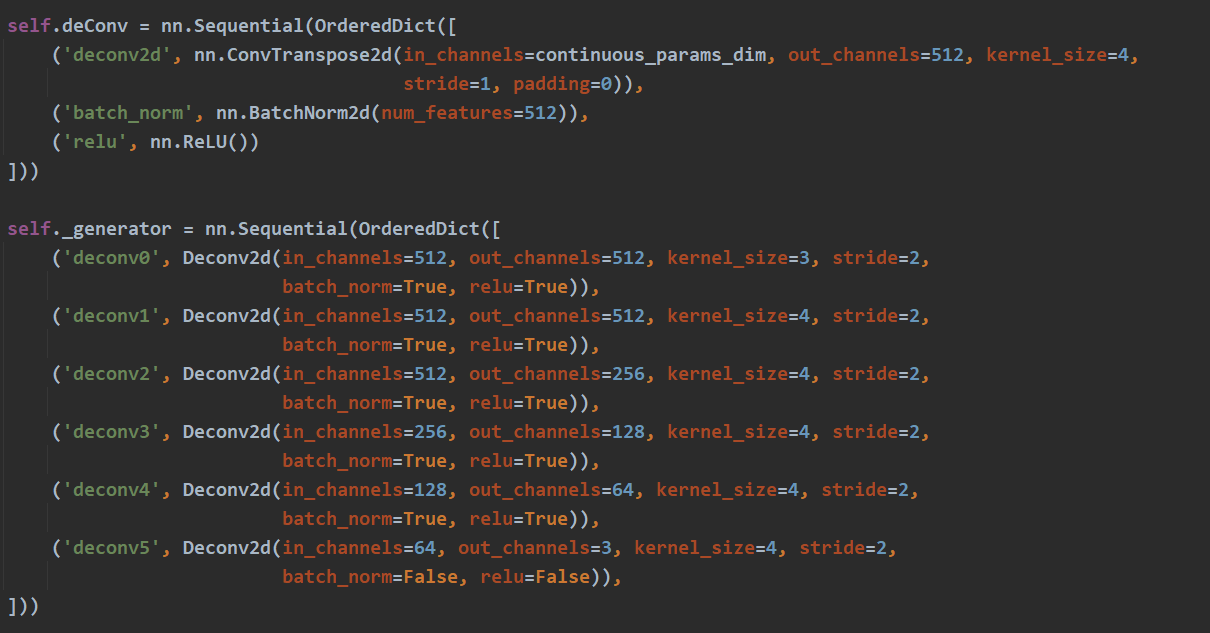 self.deConv = nn.Sequential(OrderedDict([
    ('deconv2d', nn.ConvTranspose2d(in_channels=continuous_params_dim, out_channels=512, kernel_size=4,
                                    stride=1, padding=0)),
    ('batch_norm', nn.BatchNorm2d(num_features=512)),
    ('relu', nn.ReLU())
]))

self._generator = nn.Sequential(OrderedDict([
    ('deconv0', Deconv2d(in_channels=512, out_channels=512, kernel_size=3, stride=2,
                         batch_norm=True, relu=True)),
    ('deconv1', Deconv2d(in_channels=512, out_channels=512, kernel_size=4, stride=2,
                         batch_norm=True, relu=True)),
    ('deconv2', Deconv2d(in_channels=512, out_channels=256, kernel_size=4, stride=2,
                         batch_norm=True, relu=True)),
    ('deconv3', Deconv2d(in_channels=256, out_channels=128, kernel_size=4, stride=2,
                         batch_norm=True, relu=True)),
    ('deconv4', Deconv2d(in_channels=128, out_channels=64, kernel_size=4, stride=2,
                         batch_norm=True, relu=True)),
    ('deconv5', Deconv2d(in_channels=64, out_channels=3, kernel_size=4, stride=2,
                         batch_norm=False, relu=False)),
]))